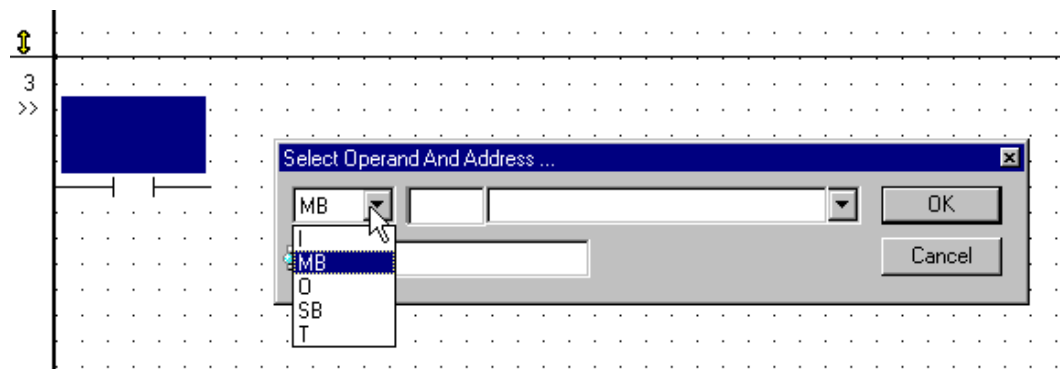 3
>>
Select Operand And Address ...
MB
OK
I
MB
Cancel
O
SB
T